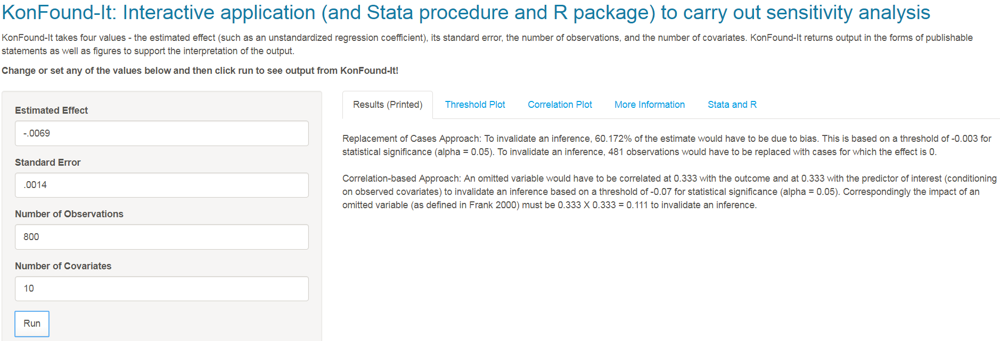 KonFound-It: Interactive application (and Stata procedure and R package) to carry out sensitivity analysis
KonFound-It takes four values - the estimated effect (such as an unstandardized regression coefficient), its standard error, the number of observations, and the number of covariates. KonFound-It returns output in the forms of publishable
statements as well as figures to support the interpretation of the output.
Change or set any of the values below and then click run to see output from KonFound-It!
Estimated Effect
-.0069
Standard Error
.0014
Number of Observations
800
Number of Covariates
10
Run
Results (Printed) Threshold Plot Correlation Plot More Information Stata and R
Replacement of Cases Approach: To invalidate an inference, 60.172% of the estimate would have to be due to bias. This is based on a threshold of -0.003 for
statistical significance (alpha = 0.05). To invalidate an inference, 481 observations would have to be replaced with cases for which the effect is 0.
Correlation-based Approach: An omitted variable would have to be correlated at 0.333 with the outcome and at 0.333 with the predictor of interest (conditioning
on observed covariates) to invalidate an inference based on a threshold of -0.07 for statistical significance (alpha = 0.05). Correspondingly the impact of an
omitted variable (as defined in Frank 2000) must be 0.333 X 0.333 = 0.111 to invalidate an inference.